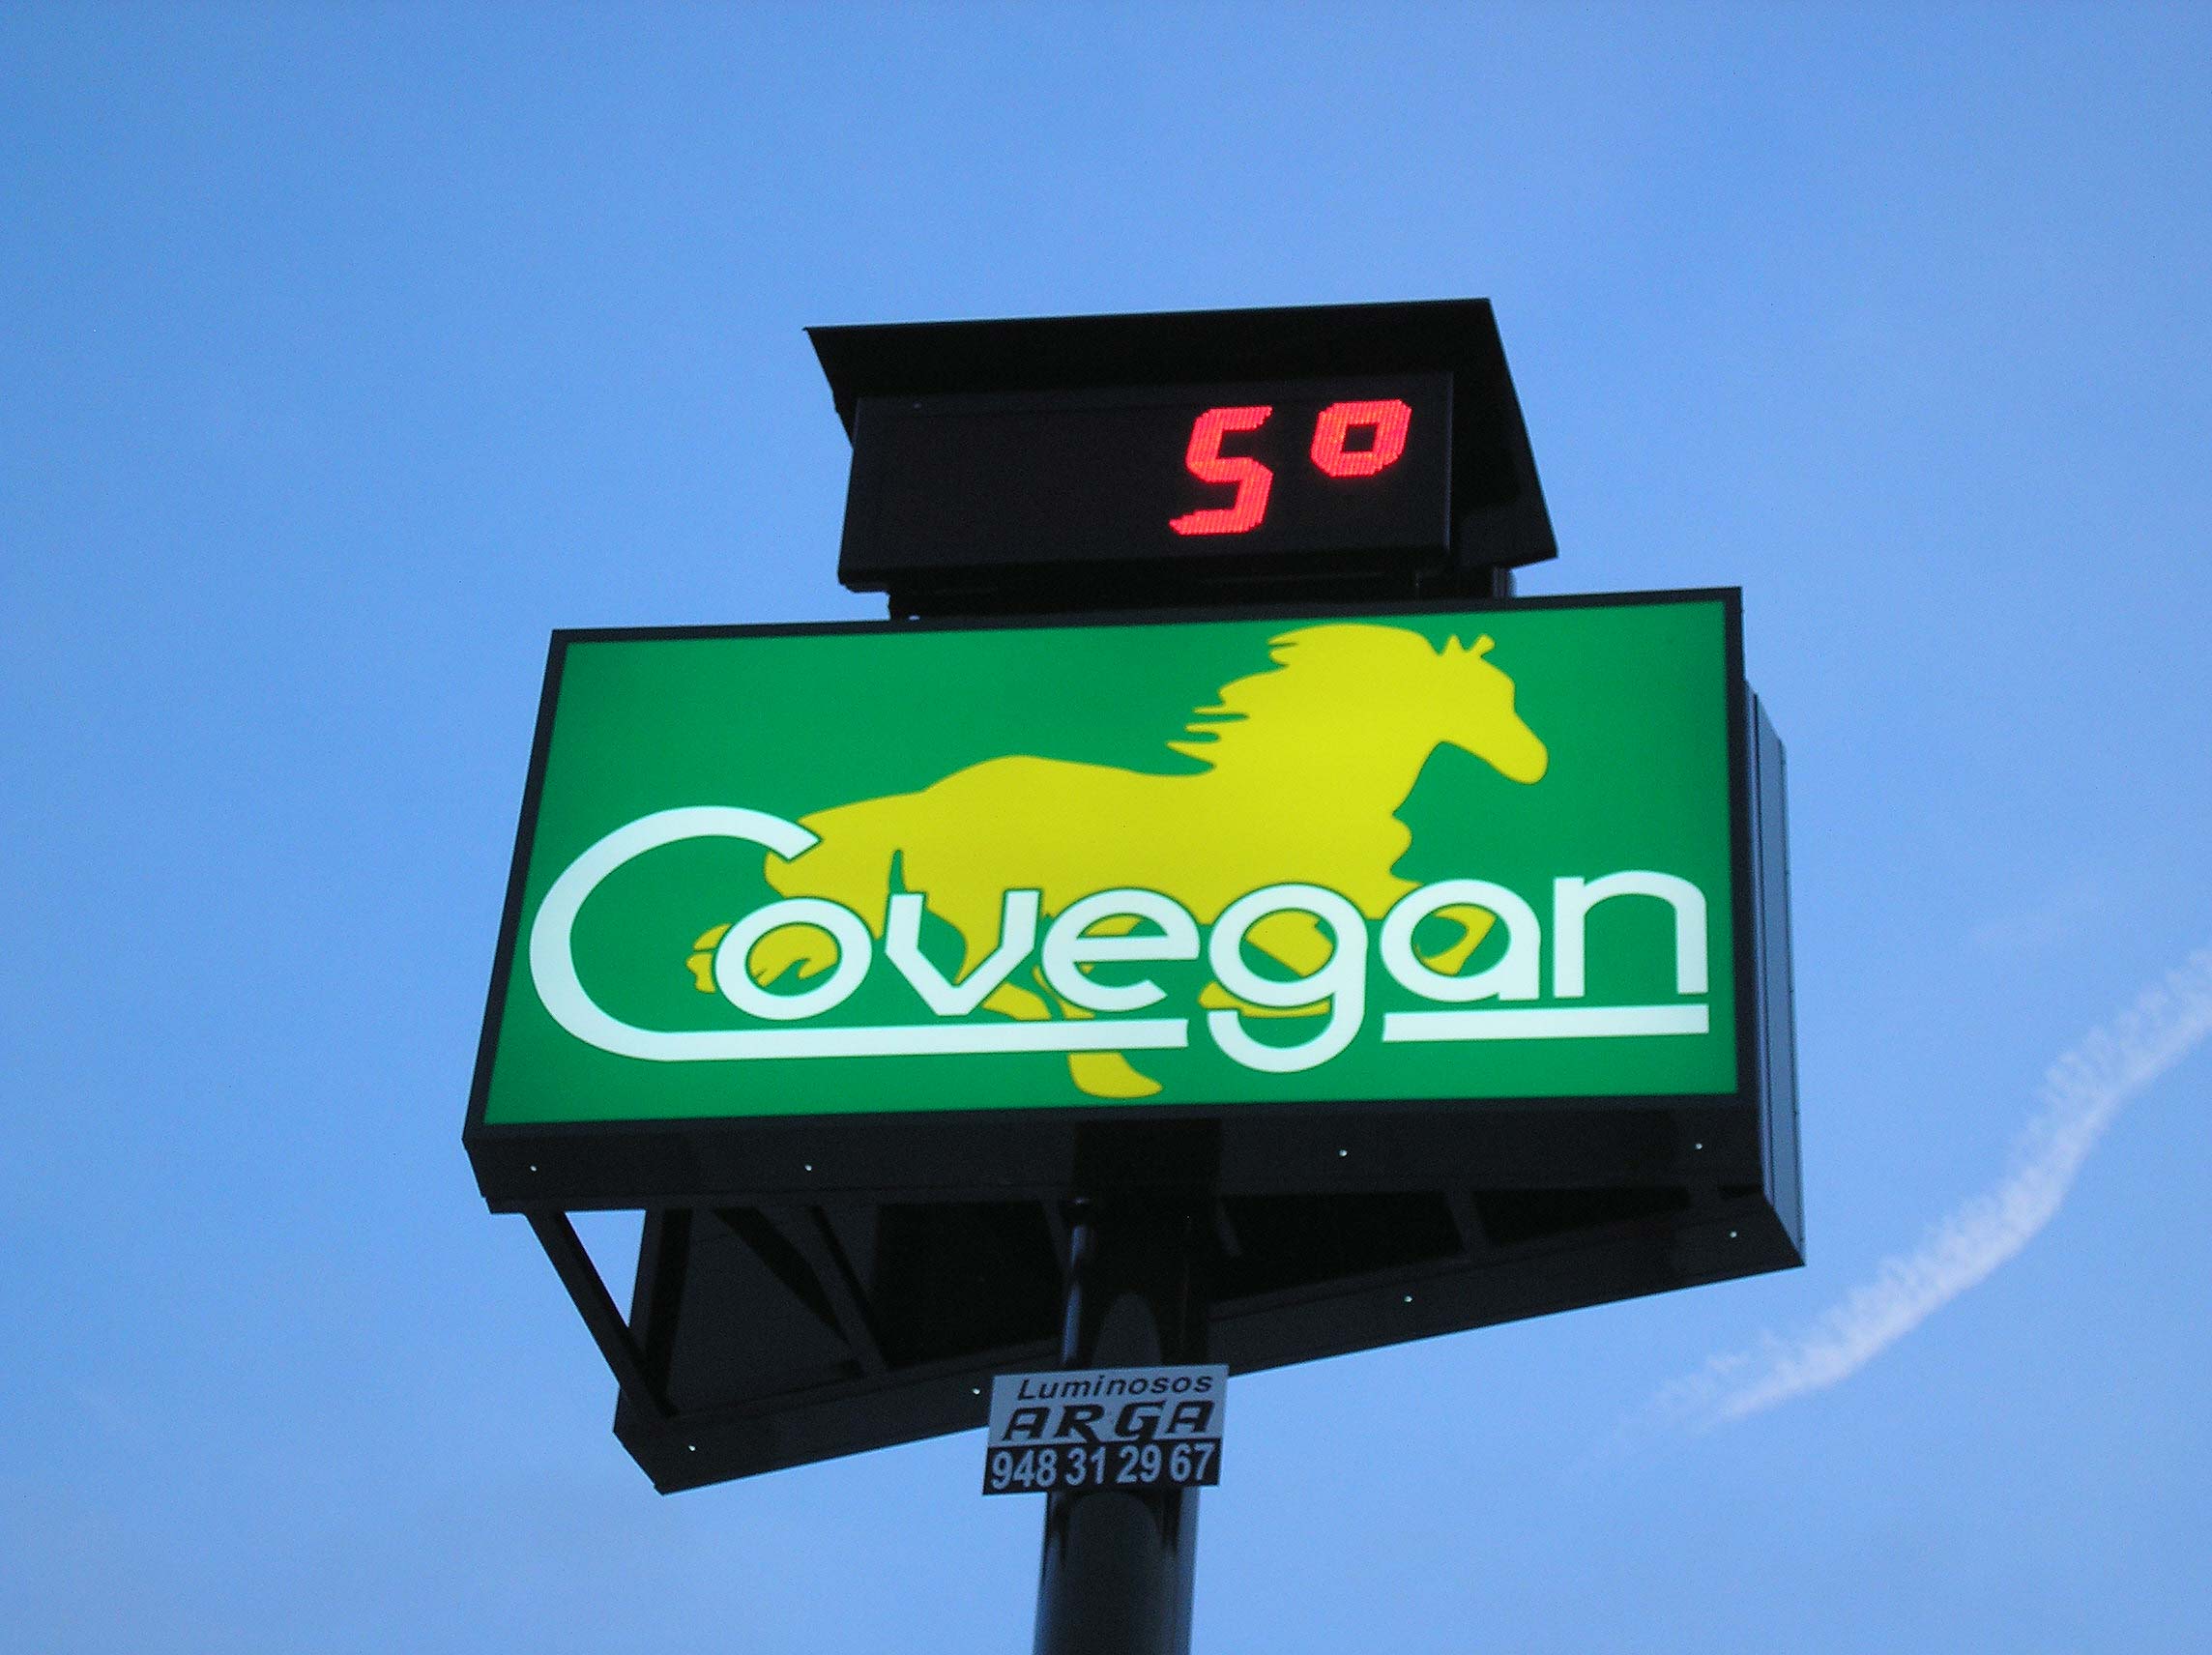 5º
Covegan
Luminosos
ARGA
948 31 29 67